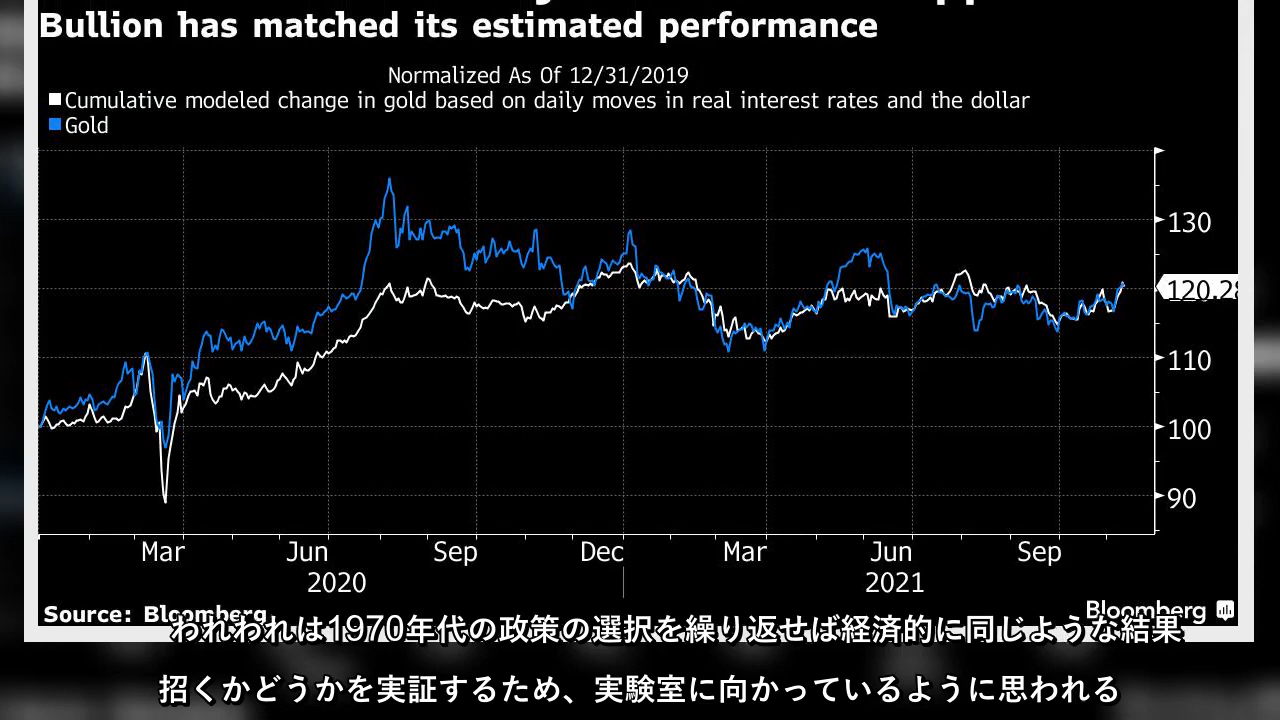 Bullion has matched its estimated performance
Normalized As Of 12/31/2019
Cumulative modeled change in gold based on daily moves in real interest rates and the dollar
Gold
130
120.28
110
100
90
Mar Jun Sep Dec Mar Jun Sep
2020 2021
Source: Bloomberg
Bloomberg
われわれは1970年代の政策の選択を繰り返せば経済的に同じような結果
招くかどうかを実証するため、実験室に向かっているように思われる